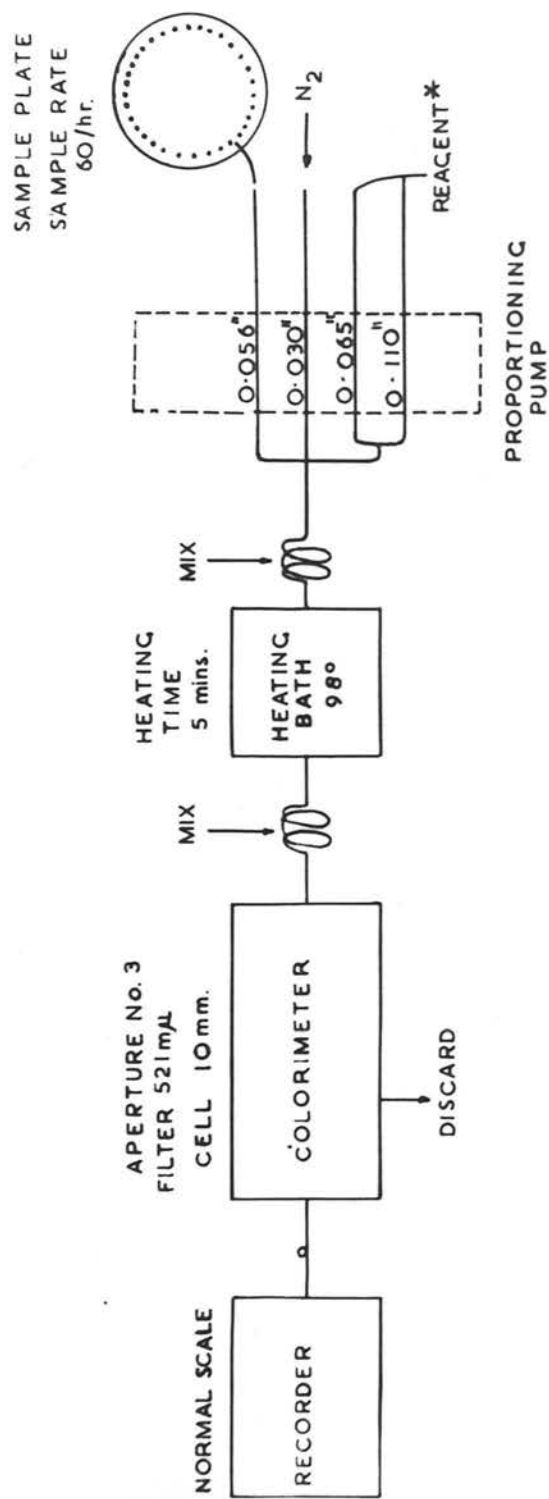 NORMAL SCALE
RECORDER
APERTURE No. 3
FILTER 521mμ
CELL 10mm.
COLORIMETER
DISCARD
MIX
HEATING
TIME
5 mins.
HEATING
BATH
98°
MIX
PROPORTIONING
PUMP
0·056"
0·030"
0·065"
0·110"
SAMPLE PLATE
SAMPLE RATE
60/hr.
N2
REAGENT*